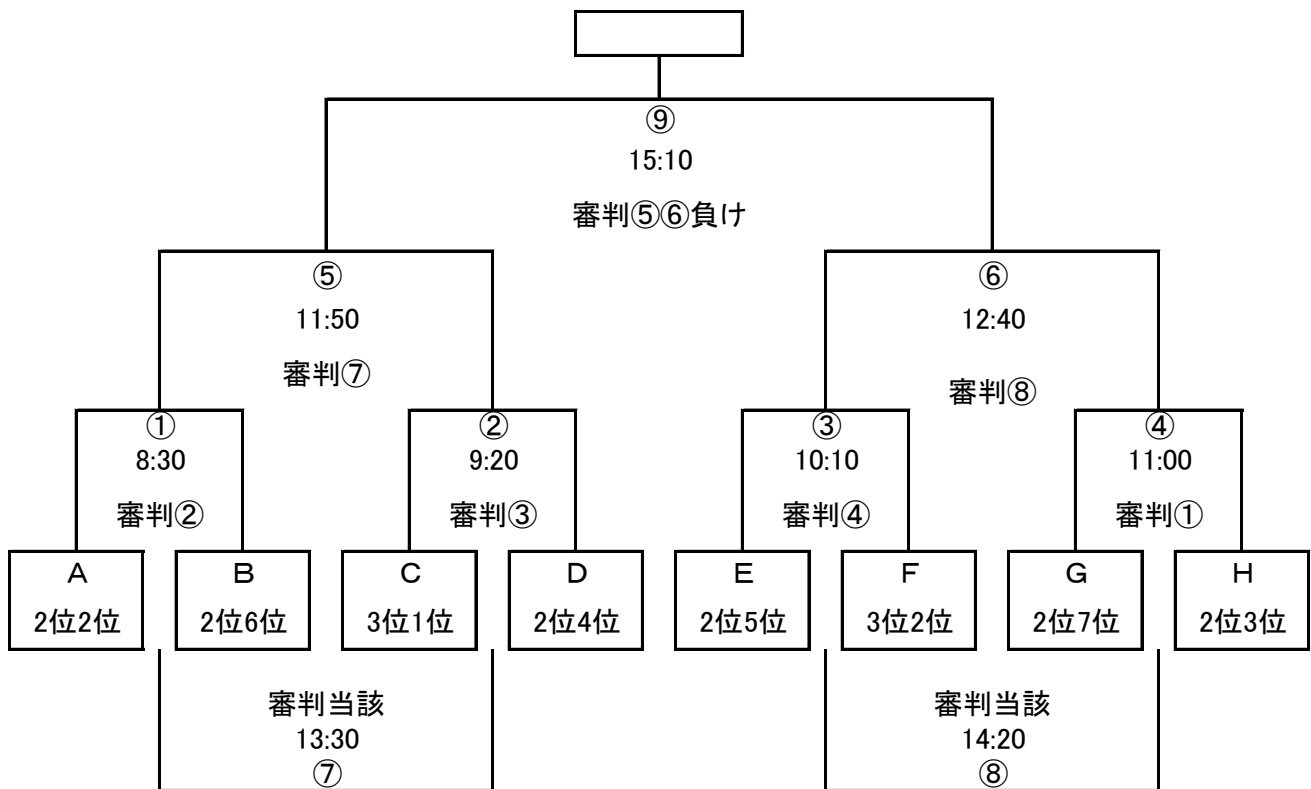 ⑨
15:10
審判⑤⑥負け
⑤
11:50
審判⑦
⑥
12:40
審判⑧
①
8:30
審判②
②
9:20
審判③
③
10:10
審判④
④
11:00
審判①
A
2位2位
B
2位6位
C
3位1位
D
2位4位
E
2位5位
F
3位2位
G
2位7位
H
2位3位
審判当該
13:30
⑦
審判当該
14:20
⑧